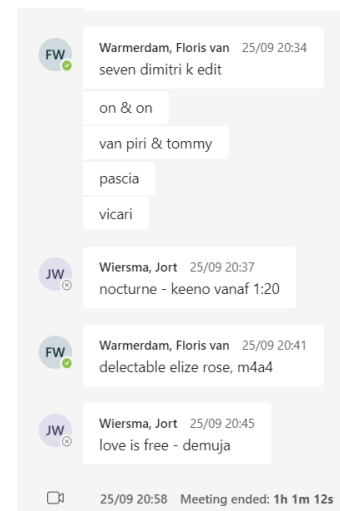 FW Warmerdam, Floris van 25/09 20:34
seven dimitri k edit
on & on
van piri & tommy
pascia
vicari
JW Wiersma, Jort 25/09 20:37
nocturne - keeno vanaf 1:20
FW Warmerdam, Floris van 25/09 20:41
delectable elize rose, m4a4
JW Wiersma, Jort 25/09 20:45
love is free - demuja
25/09 20:58 Meeting ended: 1h 1m 12s